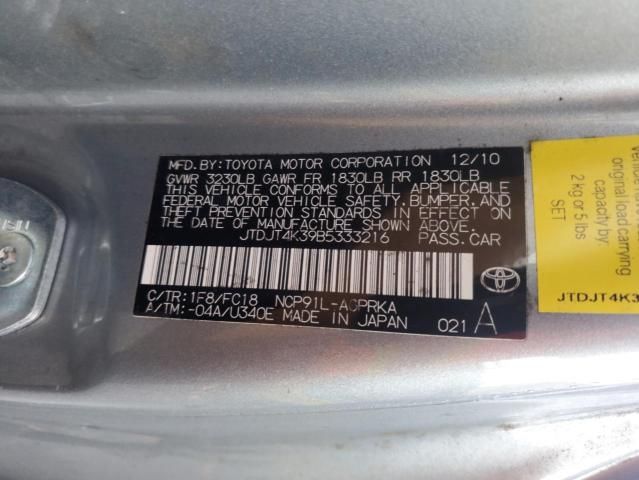 MFD. BY: TOYOTA MOTOR CORPORATION 12/10
GVWR 3230LB GAWR FR 1830LB RR 1830LB
THIS VEHICLE CONFORMS TO ALL APPLICABLE
FEDERAL MOTOR VEHICLE SAFETY, BUMPER, AND
THEFT PREVENTION STANDARDS IN EFFECT ON
THE DATE OF MANUFACTURE SHOWN ABOVE.
JTDJT4K39B5333216 PASS. CAR
C/TR: 1F8/FC18 NCP91L-AGPRKA
A/TM: -04A/U340E MADE IN JAPAN 021 A
original load carrying
capacity by
2 kg or 5 lbs
SET
JTDJT4K3